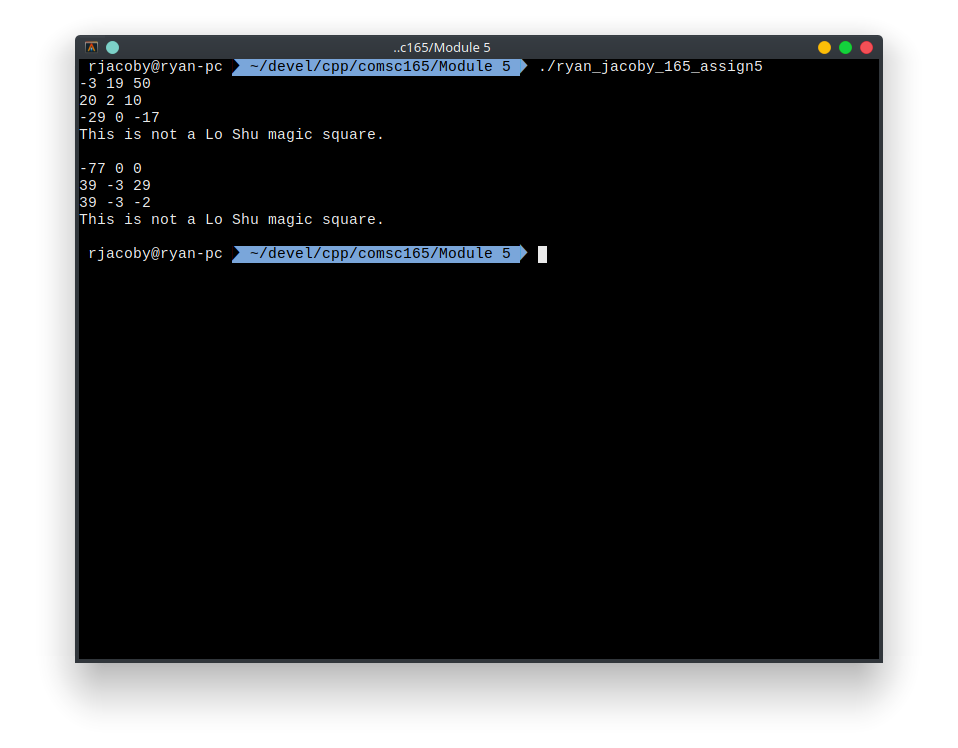 ..c165/Module 5
rjacoby@ryan-pc ~/devel/cpp/comsc165/Module 5 ./ryan_jacoby_165_assign5
-3 19 50
20 2 10
-29 0 -17
This is not a Lo Shu magic square.
-77 0 0
39 -3 29
39 -3 -2
This is not a Lo Shu magic square.
rjacoby@ryan-pc ~/devel/cpp/comsc165/Module 5